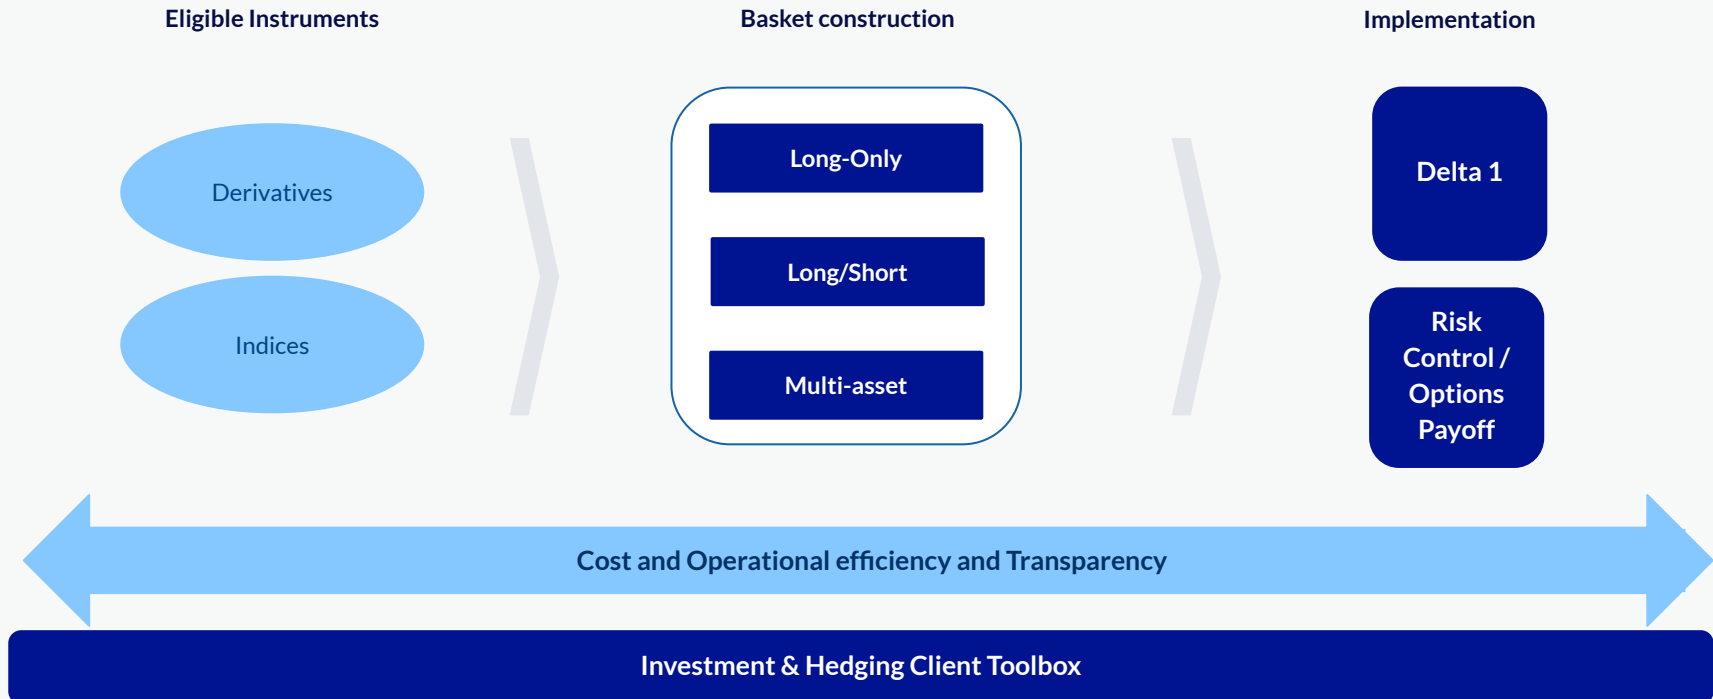 Eligible Instruments
Basket construction
Implementation
Derivatives
Indices
Long-Only
Long/Short
Multi-asset
Delta 1
Risk
Control /
Options
Payoff
Cost and Operational efficiency and Transparency
Investment & Hedging Client Toolbox